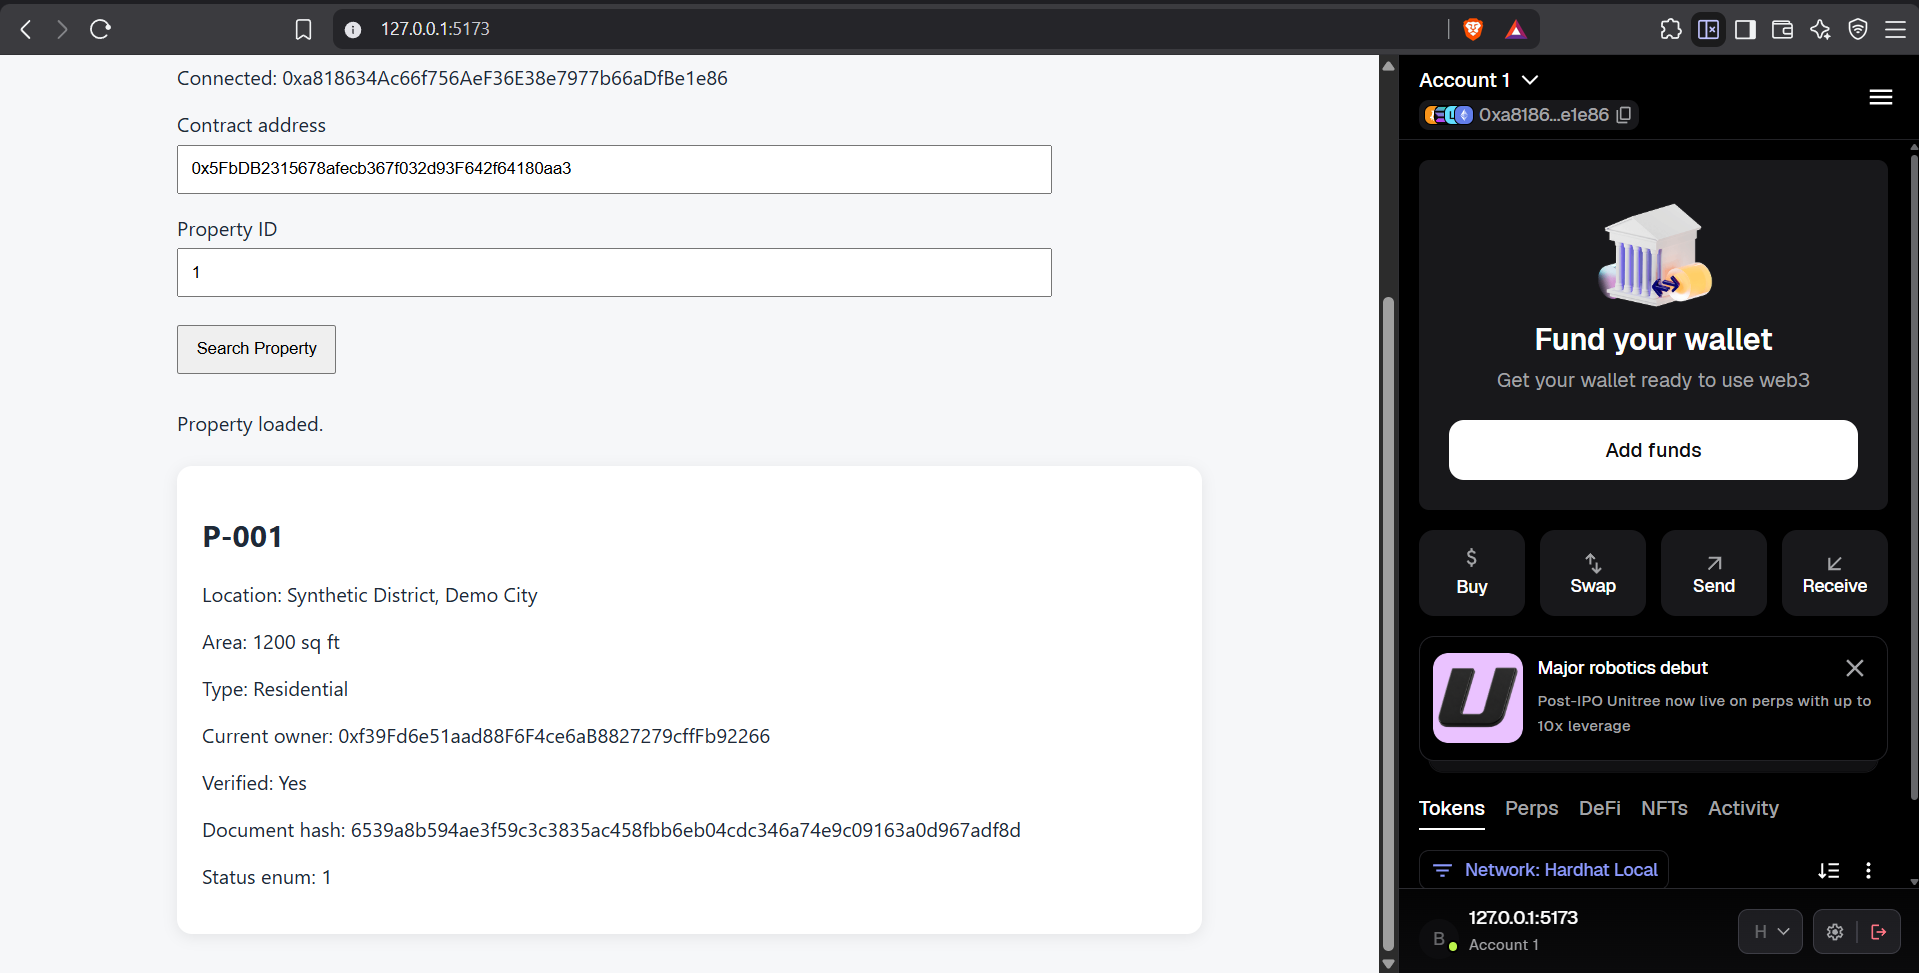 127.0.0.1:5173
Connected: 0xa818634Ac66f756AeF36E38e7977b66aDfBe1e86
Contract address
0x5FbDB2315678afecb367f032d93F642f64180aa3
Property ID
1
Search Property
Property loaded.
P-001
Location: Synthetic District, Demo City
Area: 1200 sq ft
Type: Residential
Current owner: 0xf39Fd6e51aad88F6F4ce6aB8827279cffFb92266
Verified: Yes
Document hash: 6539a8b594ae3f59c3c3835ac458fbb6eb04cdc346a74e9c09163a0d967adf8d
Status enum: 1
Account 1
0xa8186...e1e86
Fund your wallet
Get your wallet ready to use web3
Add funds
Buy
Swap
Send
Receive
Major robotics debut
Post-IPO Unitree now live on perps with up to
10x leverage
Tokens Perps DeFi NFTs Activity
Network: Hardhat Local
B
127.0.0.1:5173
Account 1
H